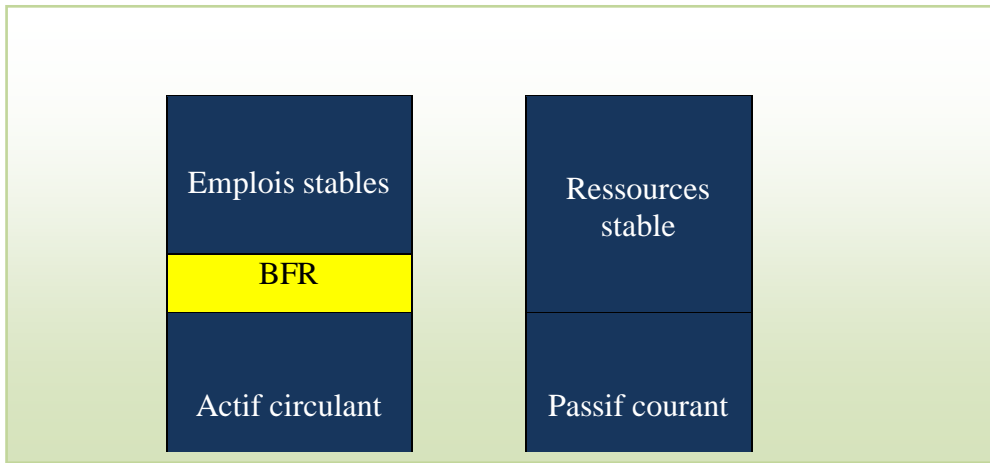 Emplois stables
BFR
Actif circulant
Ressources
stable
Passif courant